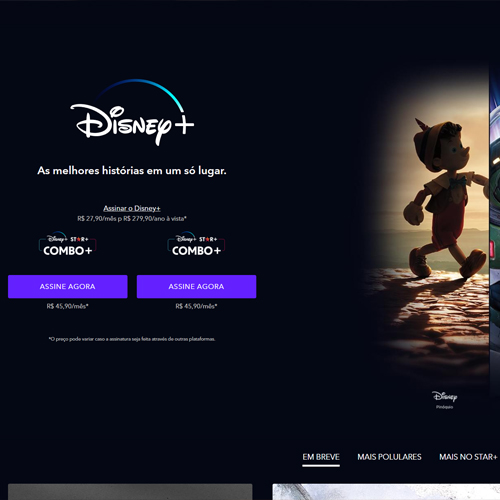 Disney+
As melhores histórias em um só lugar.
Assinar o Disney+
R$ 27,90/mês p R$ 279,90/ano à vista*
Disney+ STAR+
COMBO+
Disney+ STAR+
COMBO+
ASSINE AGORA
ASSINE AGORA
R$ 45,90/mês*
R$ 45,90/mês*
*O preço pode variar caso a assinatura seja feita através de outras plataformas.
Disney
Pinóquio
EM BREVE
MAIS POLULARES
MAIS NO STAR+